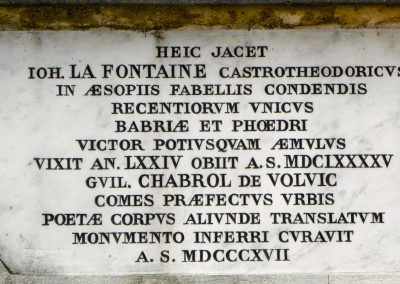 HEIC JACET
IOH. LA FONTAINE CASTROTHEODORICVS
IN ÆSOPIIS FABELLIS CONDENDIS
RECENTIORVM VNICVS
BABRIÆ ET PHŒDRI
VICTOR POTIVSQVAM ÆMVLVS
VIXIT AN. LXXIV OBIIT A. S. MDCLXXXXV
GVIL. CHABROL DE VOLVIC
COMES PRÆFECTVS VRBIS
POETÆ CORPVS ALIVNDE TRANSLATVM
MONVMENTO INFERRI CVRAVIT
A. S. MDCCCXVII